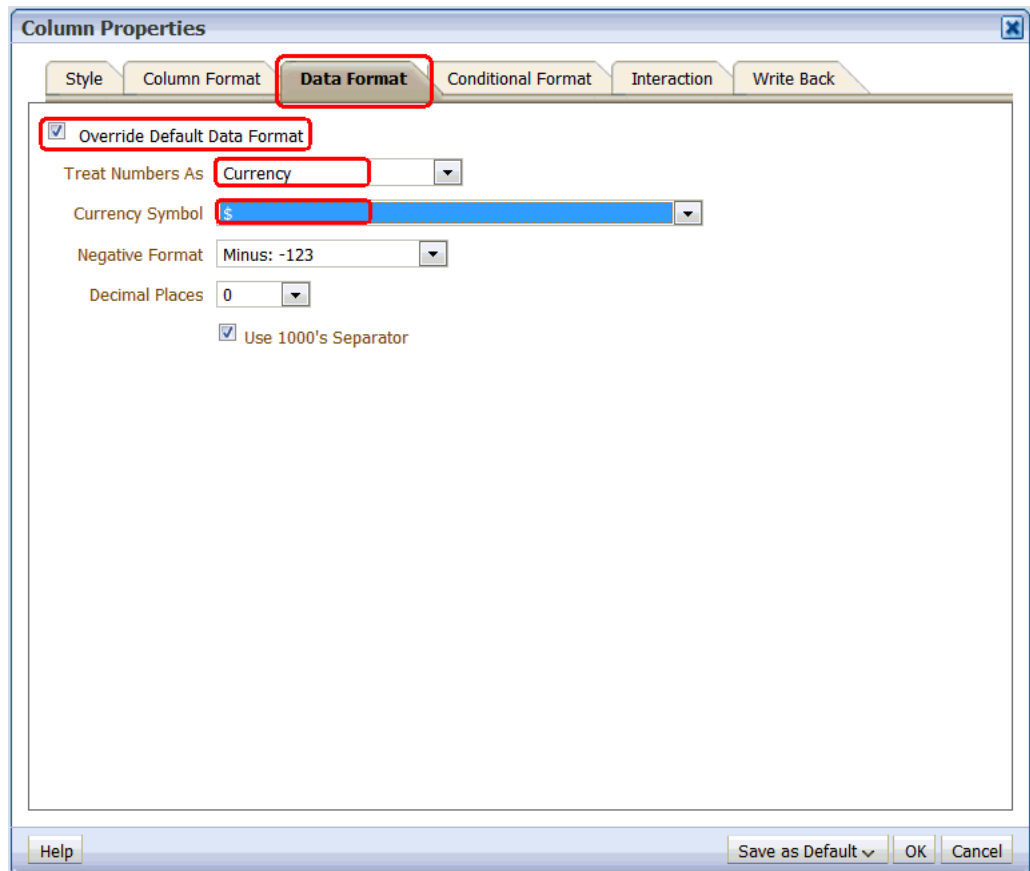 Column Properties
Style Column Format Data Format Conditional Format Interaction Write Back
Override Default Data Format
Treat Numbers As Currency
Currency Symbol $
Negative Format Minus: -123
Decimal Places 0
Use 1000's Separator
Help Save as Default OK Cancel